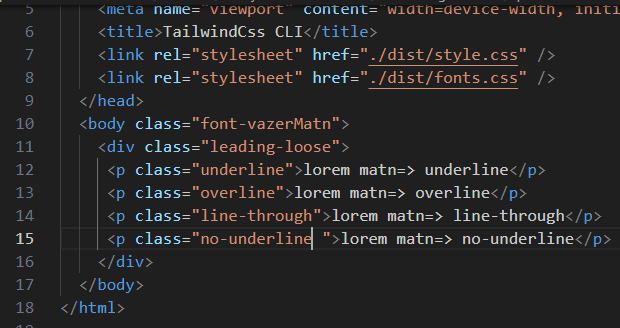 5 <meta name="viewport" content="width=device-width, initi
6 <title>TailwindCss CLI</title>
7 <link rel="stylesheet" href="./dist/style.css" />
8 <link rel="stylesheet" href="./dist/fonts.css" />
9 </head>
10 <body class="font-vazerMatn">
11 <div class="leading-loose">
12 <p class="underline">lorem matn=> underline</p>
13 <p class="overline">lorem matn=> overline</p>
14 <p class="line-through">lorem matn=> line-through</p>
15 <p class="no-underline ">lorem matn=> no-underline</p>
16 </div>
17 </body>
18 </html>